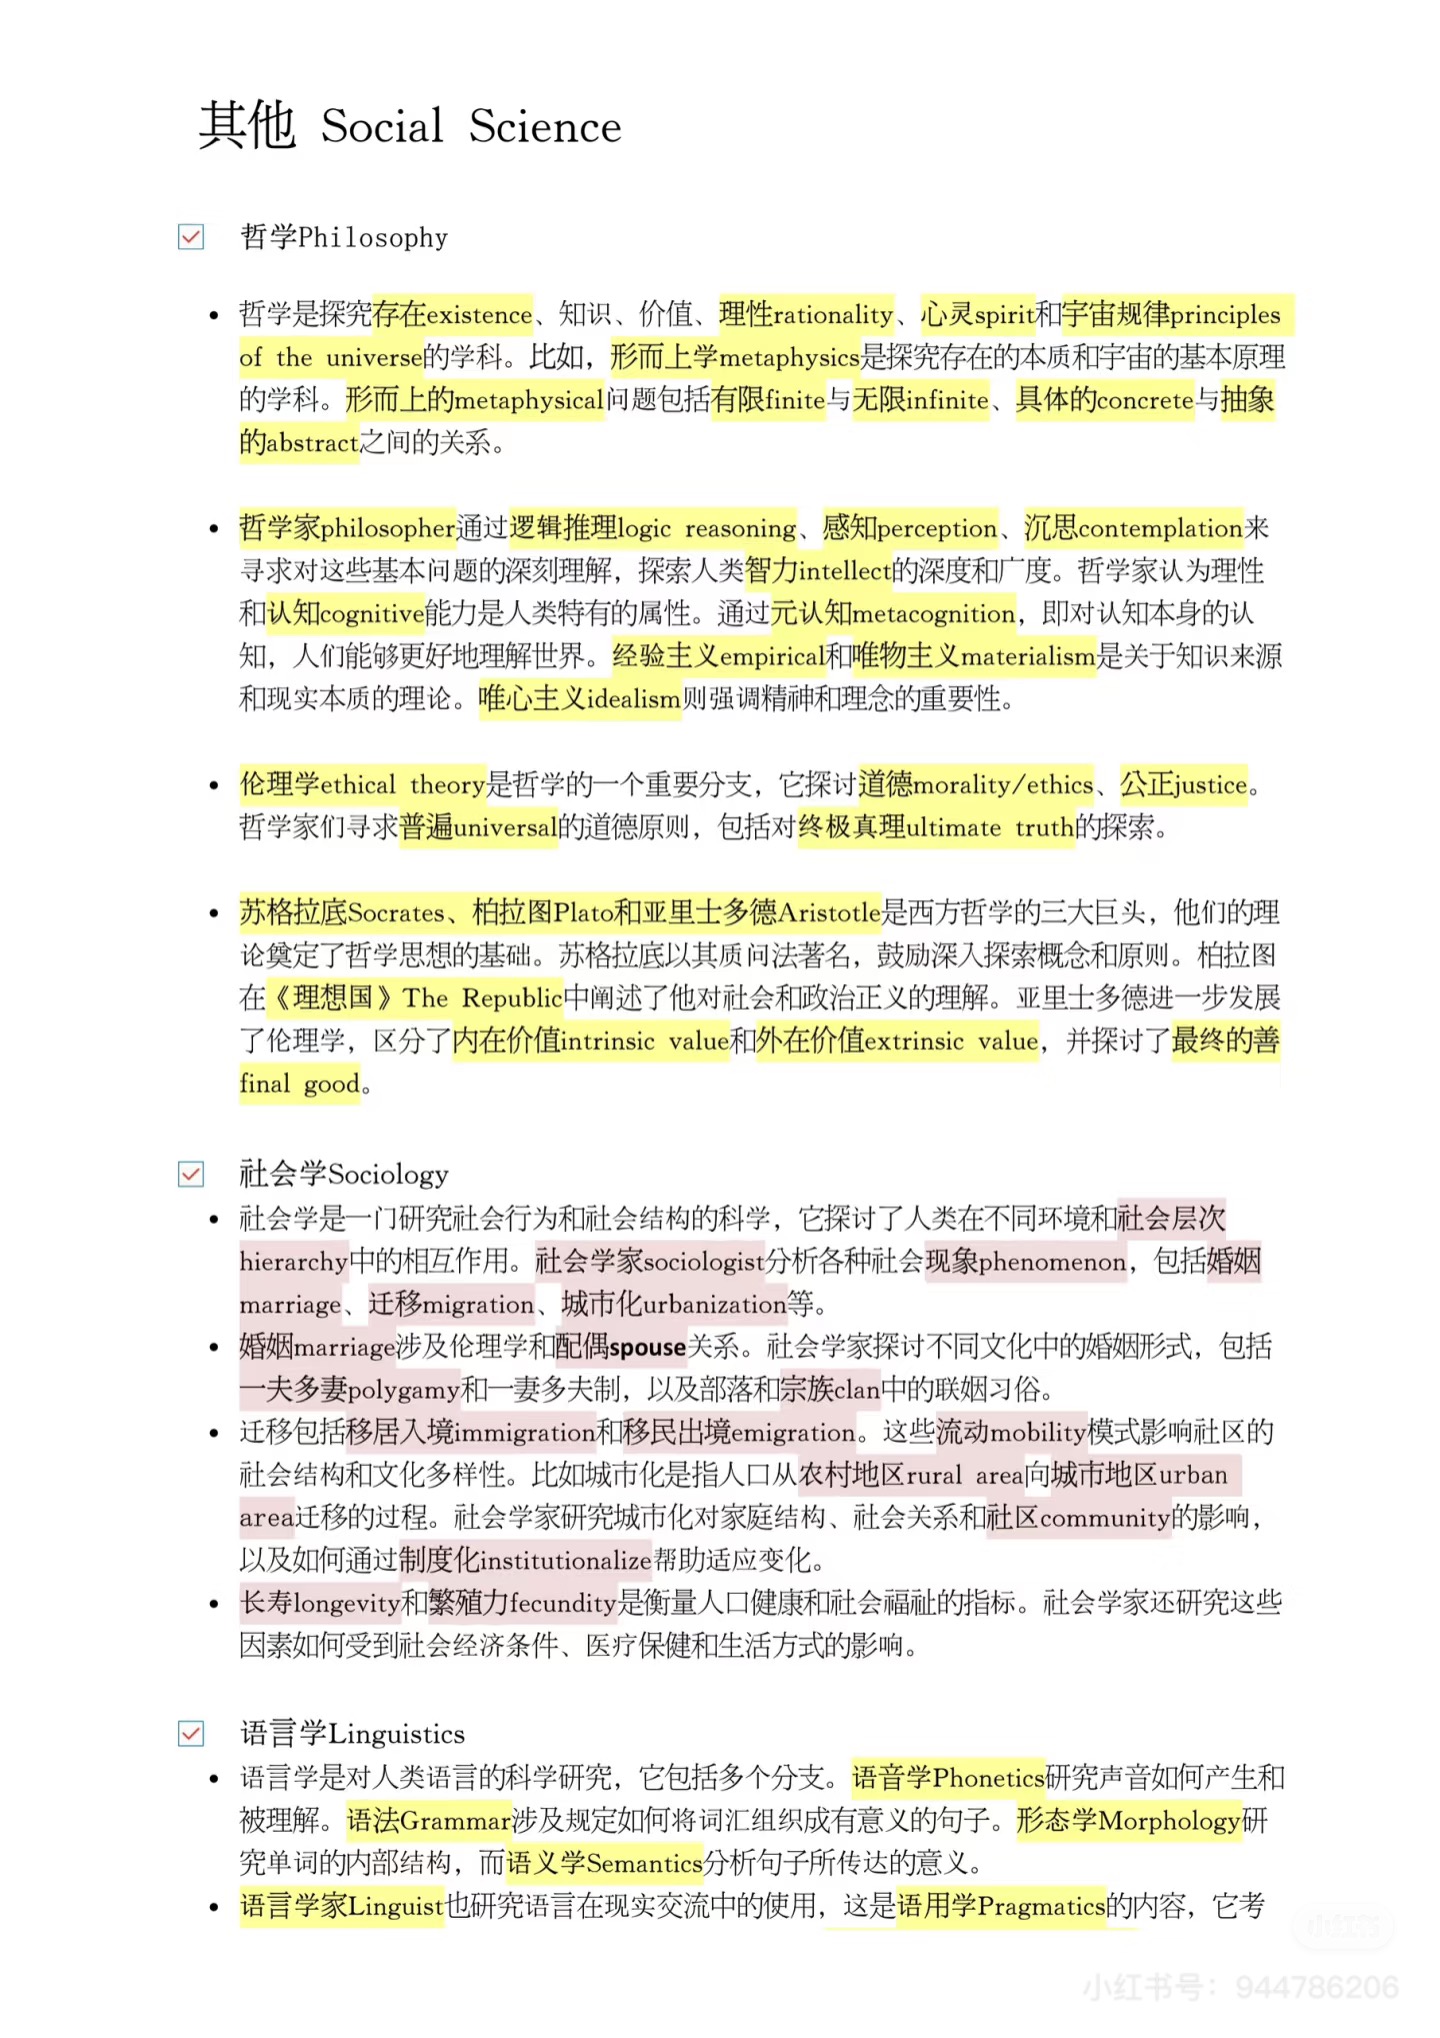 其他 Social Science
哲学Philosophy
哲学是探究存在existence、知识、价值、理性rationality、心灵spirit和宇宙规律principles
of the universe的学科。比如，形而上学metaphysics是探究存在的本质和宇宙的基本原理
的学科。形而上的metaphysical问题包括有限finite与无限infinite、具体的concrete与抽象
的abstract之间的关系。
哲学家philosopher通过逻辑推理logic reasoning、感知perception、沉思contemplation来
寻求对这些基本问题的深刻理解，探索人类智力intellect的深度和广度。哲学家认为理性
和认知cognitive能力是人类特有的属性。通过元认知metacognition，即对认知本身的认
知，人们能够更好地理解世界。经验主义empirical和唯物主义materialism是关于知识来源
和现实本质的理论。唯心主义idealism则强调精神和理念的重要性。
伦理学ethical theory是哲学的一个重要分支，它探讨道德morality/ethics、公正justice。
哲学家们寻求普遍universal的道德原则，包括对终极真理ultimate truth的探索。
苏格拉底Socrates、柏拉图Plato和亚里士多德Aristotle是西方哲学的三大巨头，他们的理
论奠定了哲学思想的基础。苏格拉底以其质问法著名，鼓励深入探索概念和原则。柏拉图
在《理想国》The Republic中阐述了他对社会和政治正义的理解。亚里士多德进一步发展
了伦理学，区分了内在价值intrinsic value和外在价值extrinsic value，并探讨了最终的善
final good。
社会学Sociology
社会学是一门研究社会行为和社会结构的科学，它探讨了人类在不同环境和社会层次
hierarchy中的相互作用。社会学家sociologist分析各种社会现象phenomenon，包括婚姻
marriage、迁移migration、城市化urbanization等。
婚姻marriage涉及伦理学和配偶spouse关系。社会学家探讨不同文化中的婚姻形式，包括
一夫多妻polygamy和一妻多夫制，以及部落和宗族clan中的联姻习俗。
迁移包括移居入境immigration和移民出境emigration。这些流动mobility模式影响社区的
社会结构和文化多样性。比如城市化是指人口从农村地区rural area向城市地区urban
area迁移的过程。社会学家研究城市化对家庭结构、社会关系和社区community的影响，
以及如何通过制度化institutionalize帮助适应变化。
长寿longevity和繁殖力fecundity是衡量人口健康和社会福祉的指标。社会学家还研究这些
因素如何受到社会经济条件、医疗保健和生活方式的影响。
语言学Linguistics
语言学是对人类语言的科学研究，它包括多个分支。语音学Phonetics研究声音如何产生和
被理解。语法Grammar涉及规定如何将词汇组织成有意义的句子。形态学Morphology研
究单词的内部结构，而语义学Semantics分析句子所传达的意义。
语言学家Linguist也研究语言在现实交流中的使用，这是语用学Pragmatics的内容，它考
小红书
小红书号：944786206